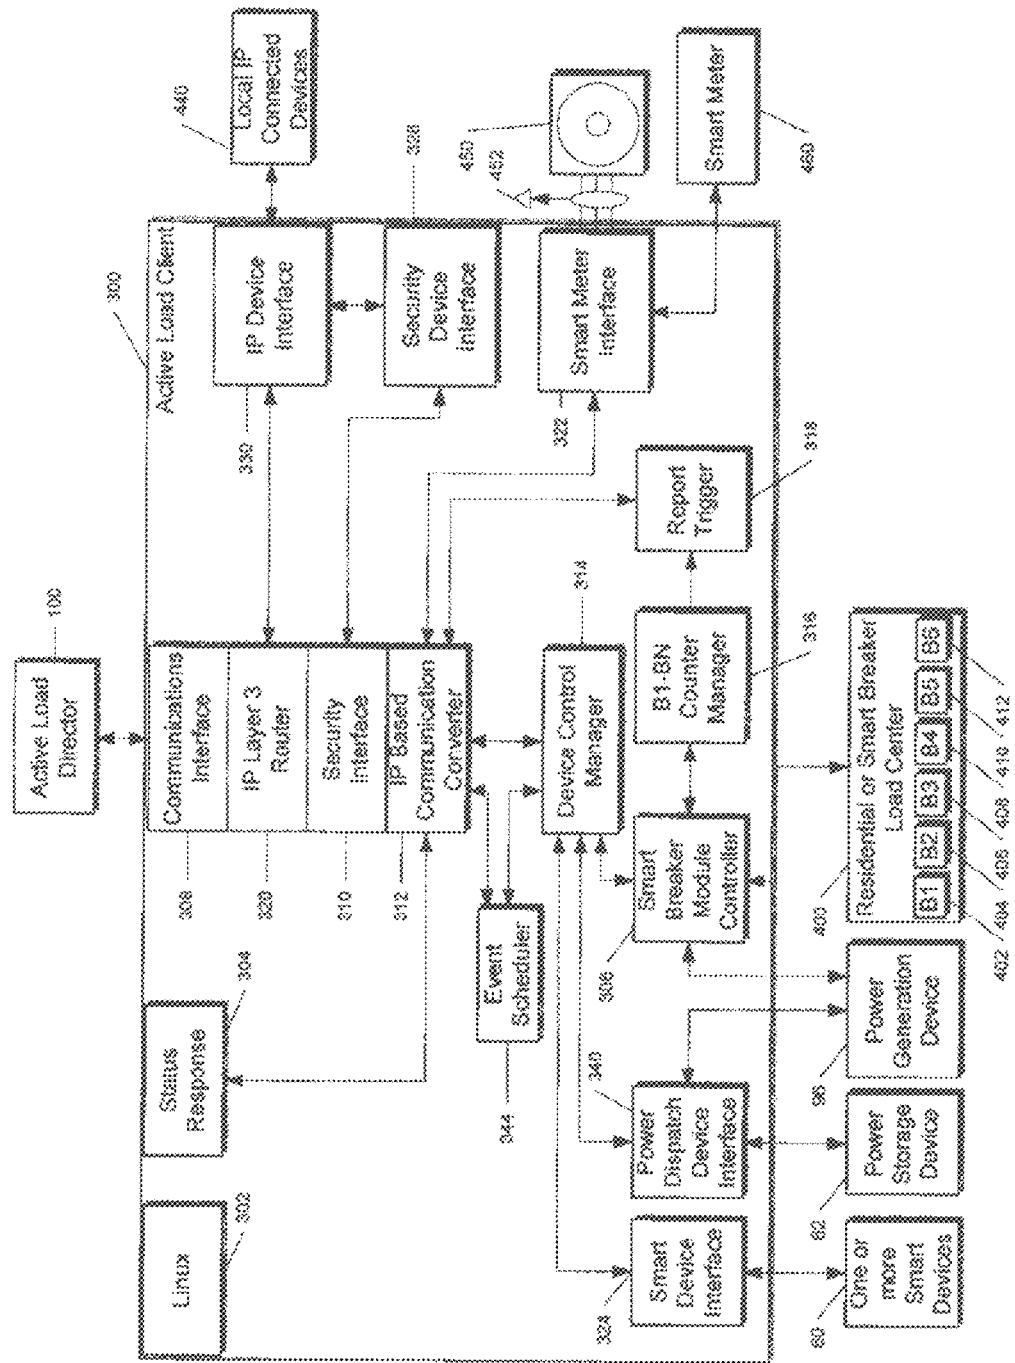 100
Active Load
Director
300
Active Load Client
440
Local IP
Connected
Devices
Linux
302
Status
Response
304
308
Communications
Interface
320
IP Layer 3
Router
310
Security
Interface
312
IP Based
Communication
Converter
330
IP Device
Interface
328
Security
Device
Interface
344
Event
Scheduler
Device Control
Manager
314
322
Smart Meter
Interface
450
452
Smart Meter
460
324
Smart
Device
Interface
340
Power
Dispatch
Device
Interface
306
Smart
Breaker
Module
Controller
B1-BN
Counter
Manager
316
Report
Trigger
318
60
One or
more
Smart
Devices
62
Power
Storage
Device
96
Power
Generation
Device
400
Residential or Smart Breaker
Load Center
B1 B2 B3 B4 B5 B6
402 404 406 408 410 412